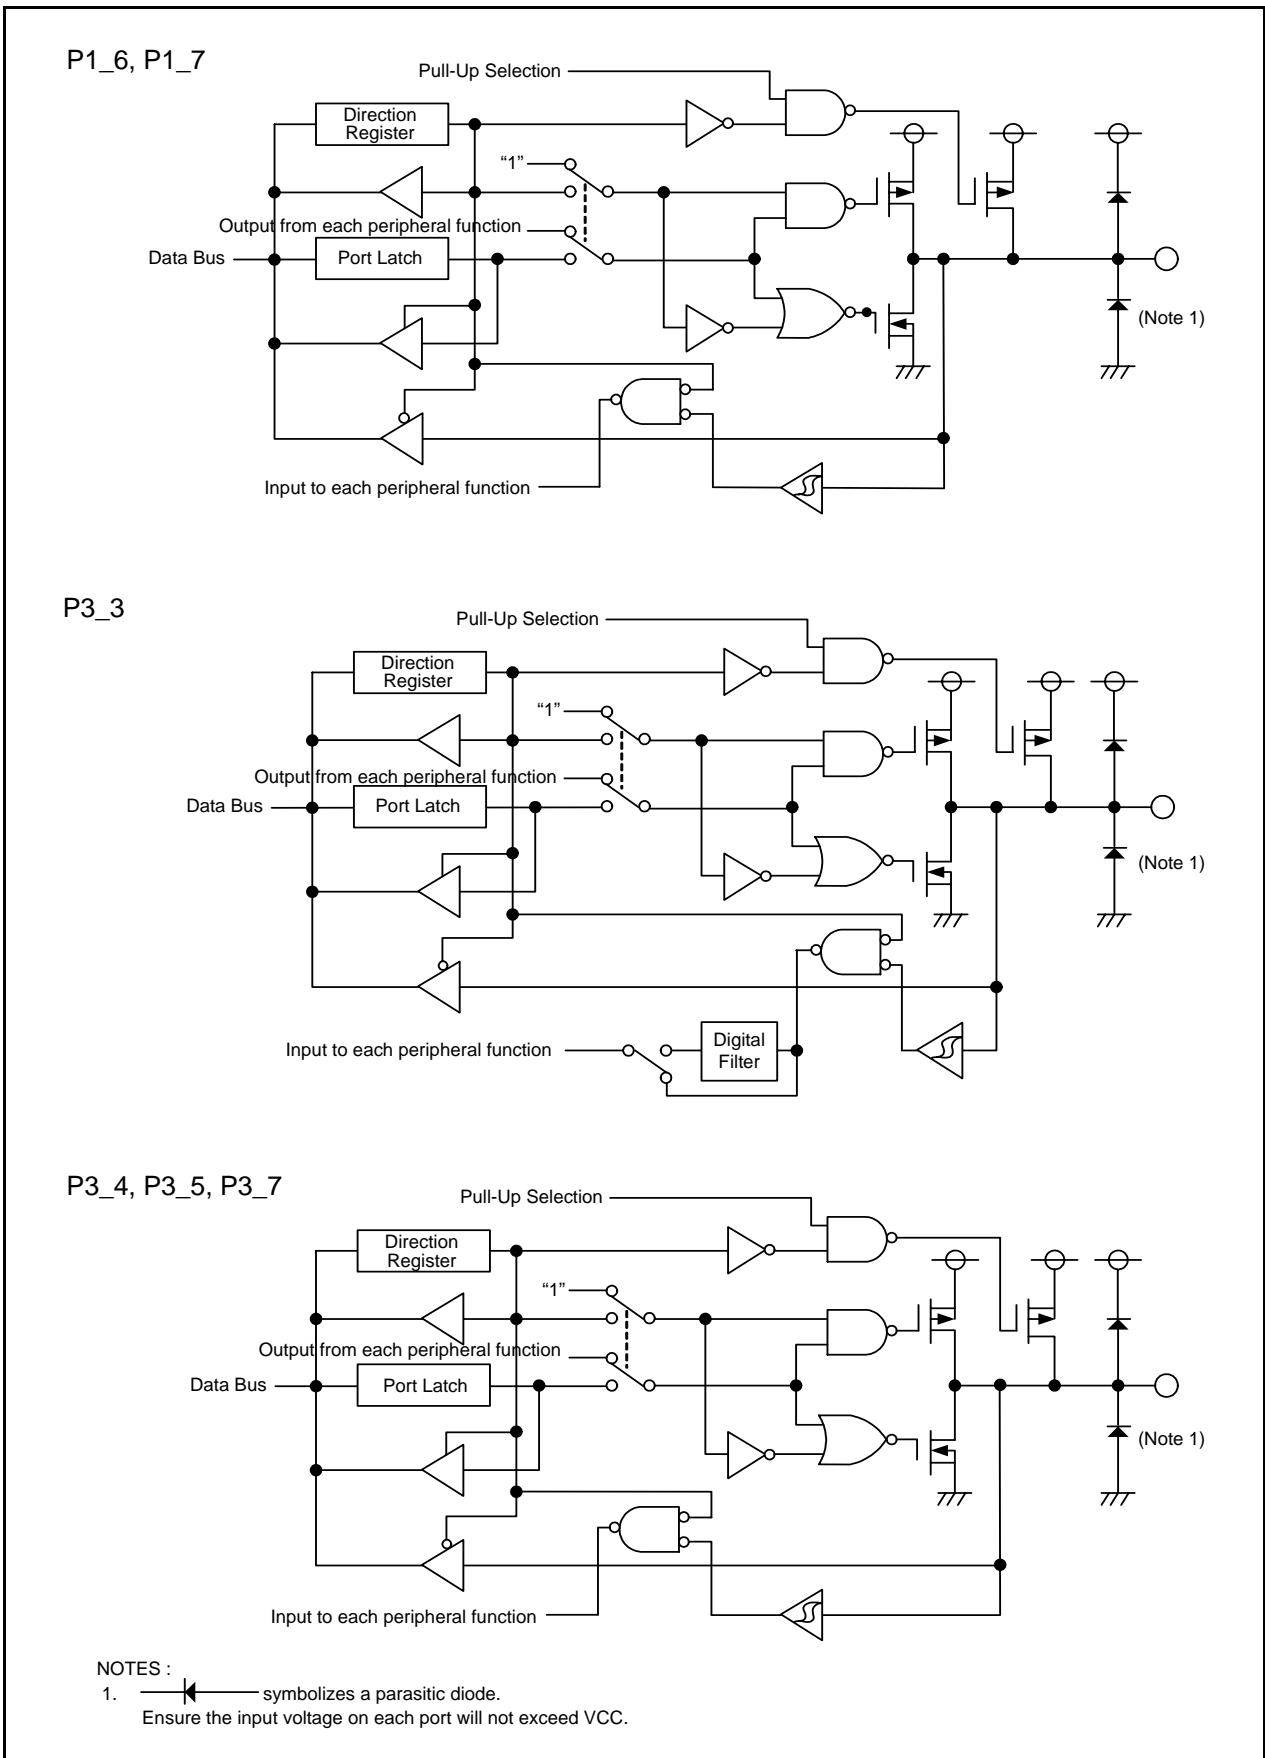 P1_6, P1_7
Pull-Up Selection
Direction
Register
“1”
Output from each peripheral function
Data Bus
Port Latch
(Note 1)
Input to each peripheral function
P3_3
Pull-Up Selection
Direction
Register
“1”
Output from each peripheral function
Data Bus
Port Latch
(Note 1)
Input to each peripheral function
Digital
Filter
P3_4, P3_5, P3_7
Pull-Up Selection
Direction
Register
“1”
Output from each peripheral function
Data Bus
Port Latch
(Note 1)
Input to each peripheral function
NOTES :
1. symbolizes a parasitic diode.
Ensure the input voltage on each port will not exceed VCC.